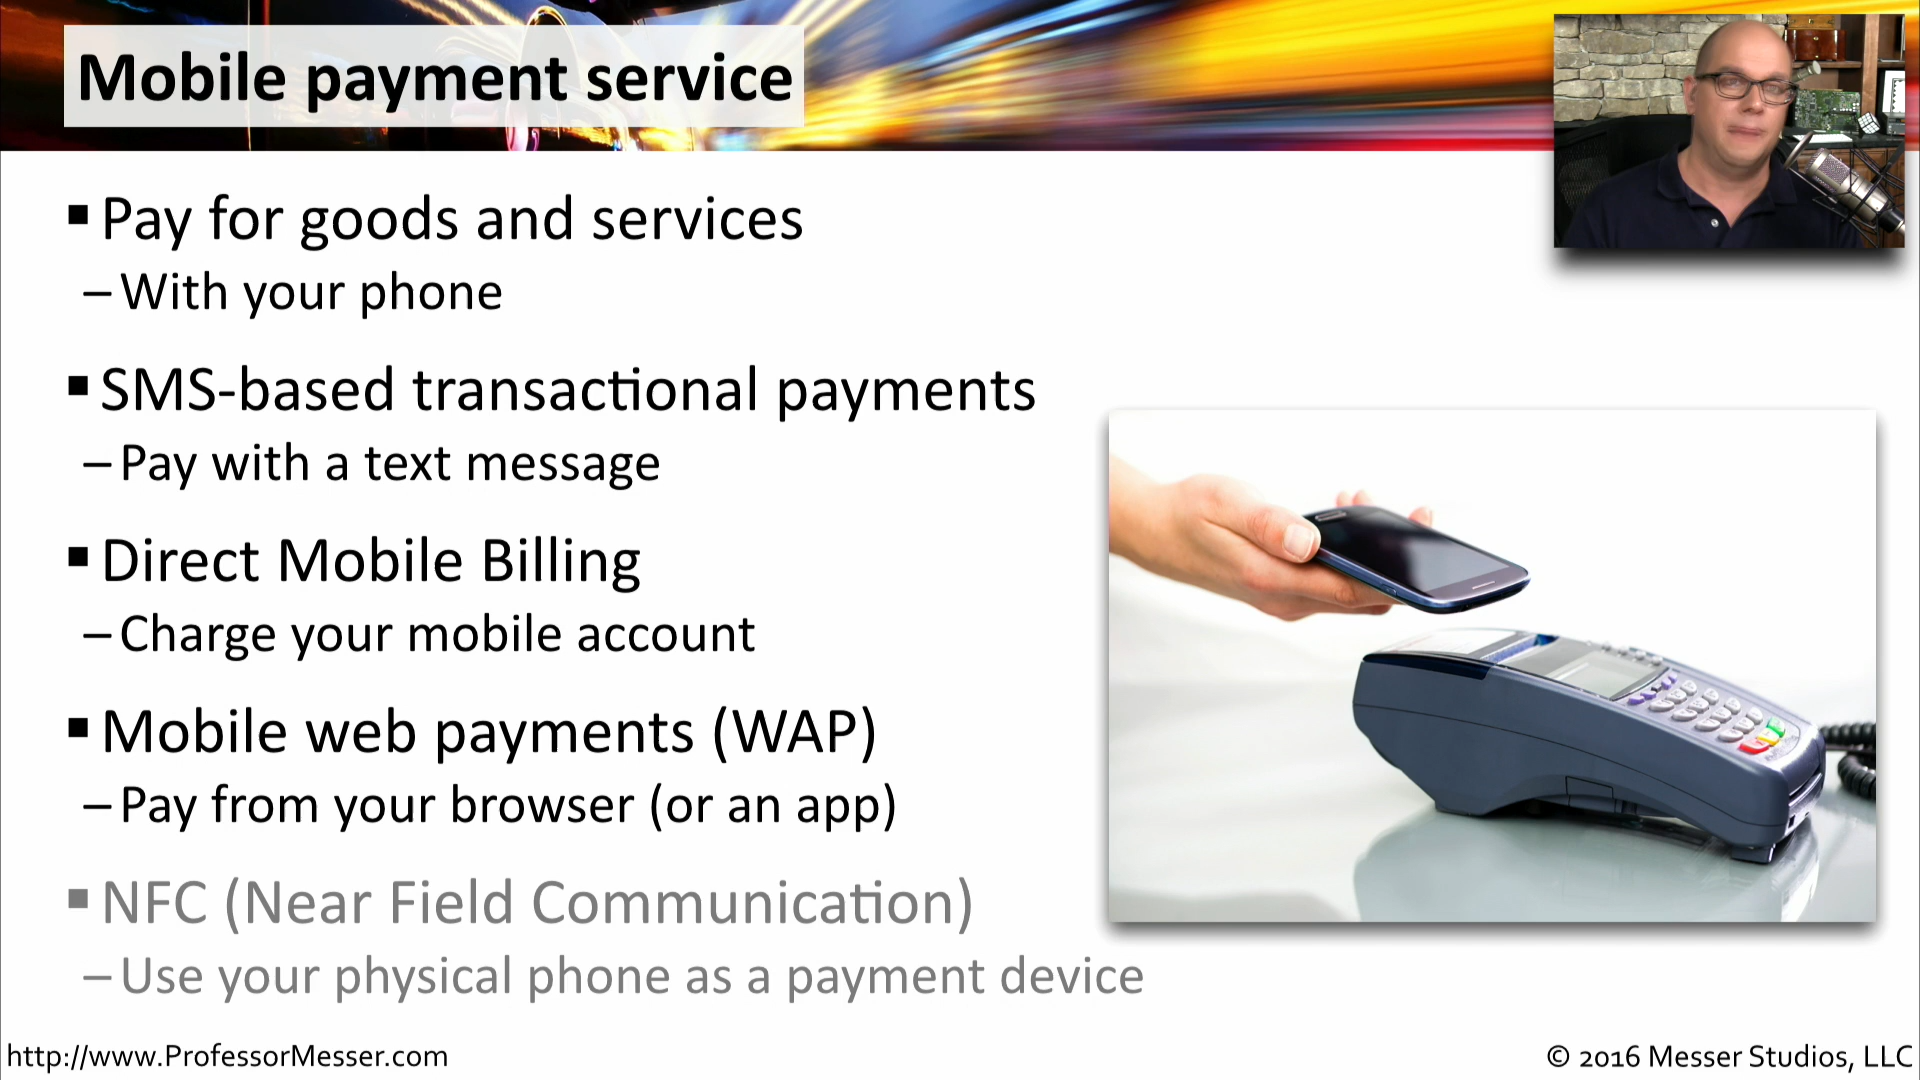 Mobile payment service
▪ Pay for goods and services
– With your phone
▪ SMS-based transactional payments
– Pay with a text message
▪ Direct Mobile Billing
– Charge your mobile account
▪ Mobile web payments (WAP)
– Pay from your browser (or an app)
▪ NFC (Near Field Communication)
– Use your physical phone as a payment device
http://www.ProfessorMesser.com
© 2016 Messer Studios, LLC